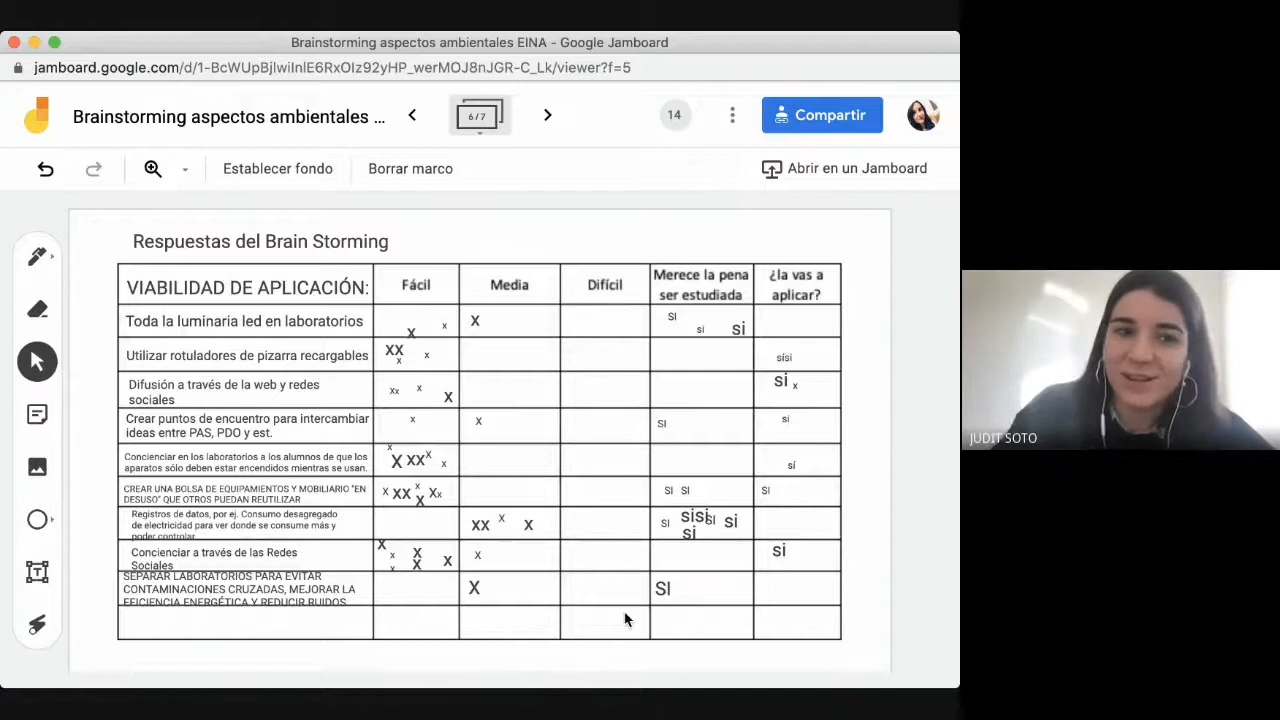 Brainstorming aspectos ambientales EINA - Google Jamboard
jamboard.google.com/d/1-BcWUpBjlwiInlE6RxOIz92yHP_werMOJ8nJGR-C_Lk/viewer?f=5
Brainstorming aspectos ambientales ... 6/7 14 Compartir
Establecer fondo Borrar marco Abrir en un Jamboard
Respuestas del Brain Storming
VIABILIDAD DE APLICACIÓN: Fácil Media Difícil Merece la pena ser estudiada ¿la vas a aplicar?
Toda la luminaria led en laboratorios X x X SI sí si
Utilizar rotuladores de pizarra recargables XX x x sísi
Difusión a través de la web y redes
sociales xx x x si x
Crear puntos de encuentro para intercambiar
ideas entre PAS, PDO y est. x x SI sí
Concienciar en los laboratorios a los alumnos de que los
aparatos sólo deben estar encendidos mientras se usan. x X XX x x sí
CREAR UNA BOLSA DE EQUIPAMIENTOS Y MOBILIARIO "EN
DESUSO" QUE OTROS PUEDAN REUTILIZAR x XX x X Xx SI SI SI
Registros de datos, por ej. Consumo desagregado
de electricidad para ver donde se consume más y
poder controlar XX x X SI sisi SI si si
Concienciar a través de las Redes
Sociales X x X x X X x si
SEPARAR LABORATORIOS PARA EVITAR
CONTAMINACIONES CRUZADAS, MEJORAR LA
EFICIENCIA ENERGÉTICA Y REDUCIR RUIDOS X SI
JUDIT SOTO